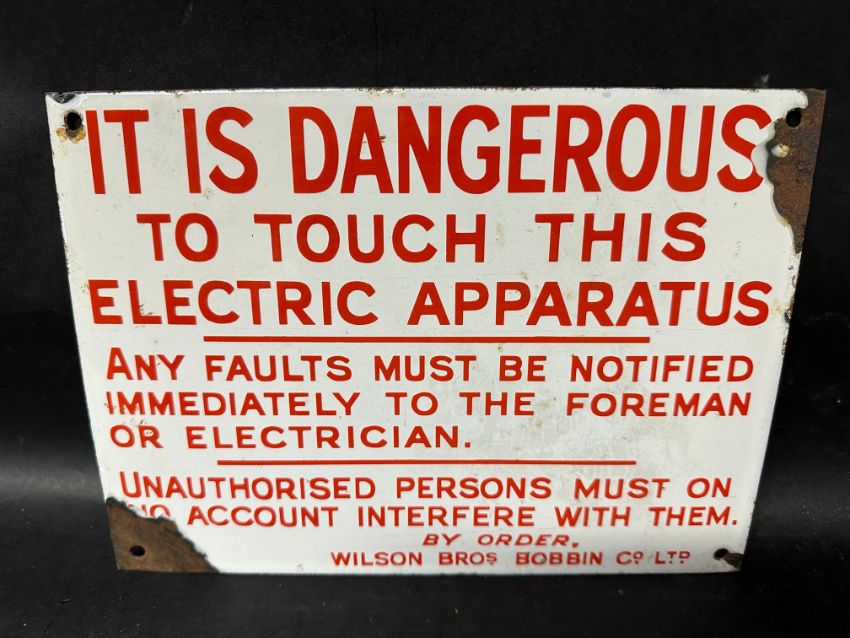 IT IS DANGEROUS
TO TOUCH THIS
ELECTRIC APPARATUS
ANY FAULTS MUST BE NOTIFIED
IMMEDIATELY TO THE FOREMAN
OR ELECTRICIAN.
UNAUTHORISED PERSONS MUST ON
NO ACCOUNT INTERFERE WITH THEM.
BY ORDER,
WILSON BROS BOBBIN CO LTD